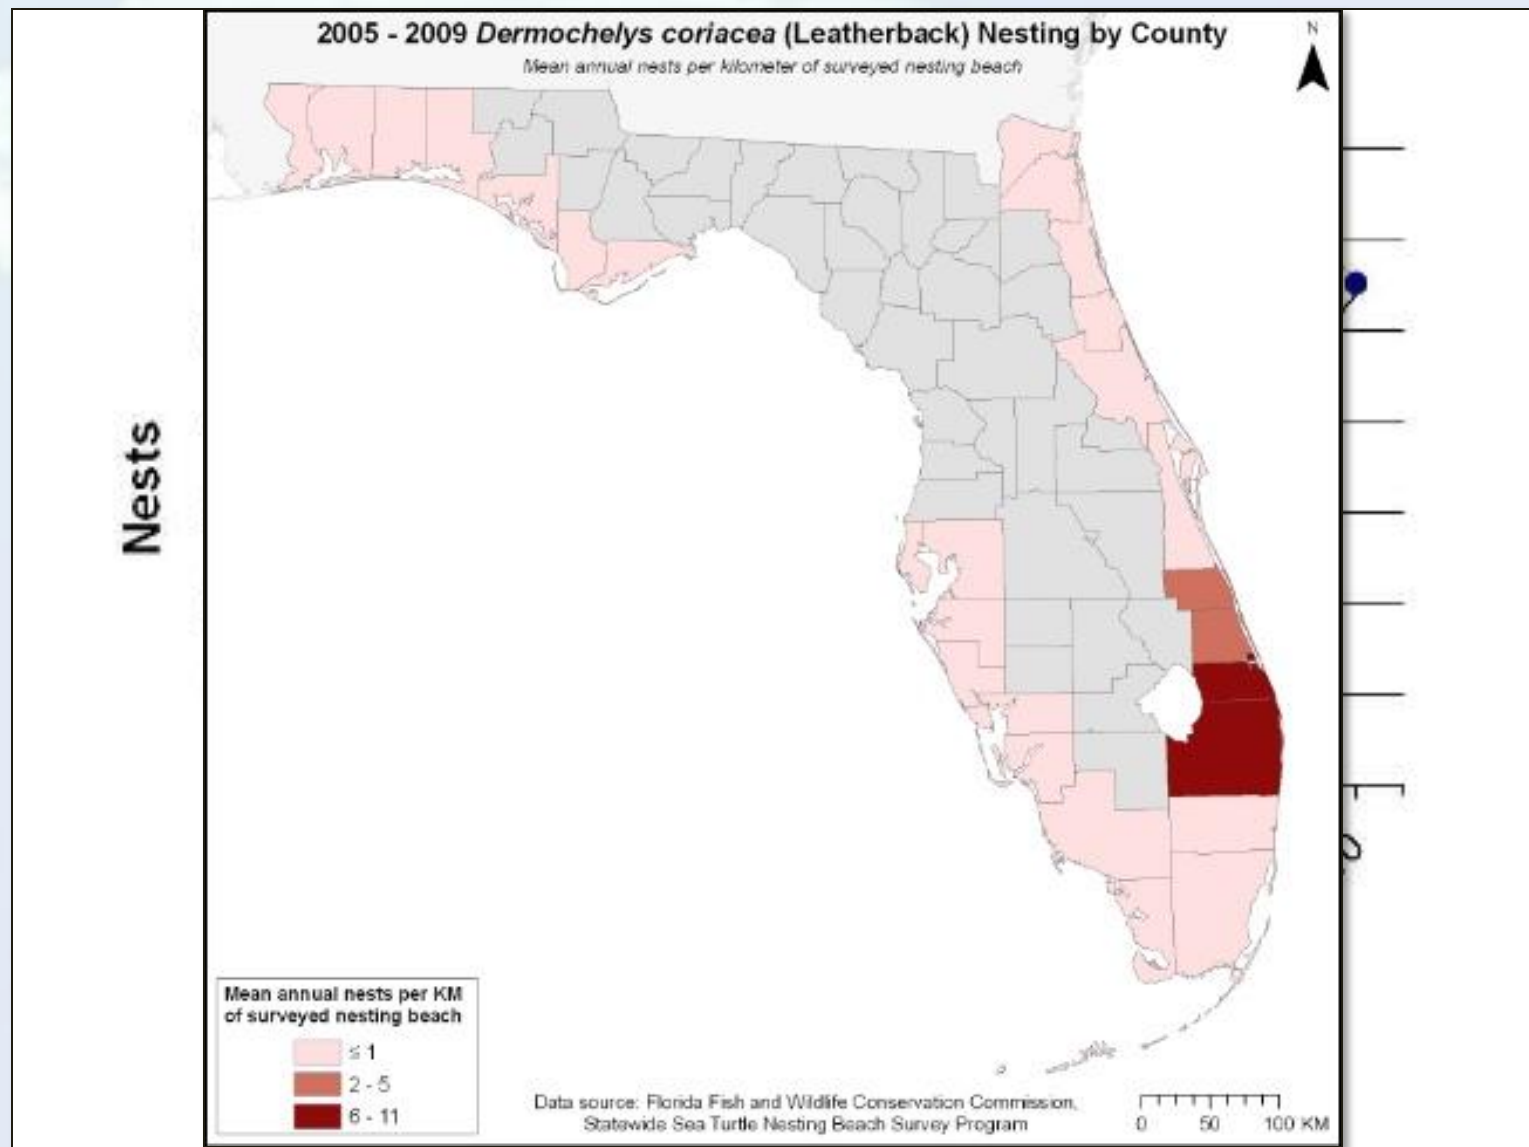 2005 - 2009 Dermochelys coriacea (Leatherback) Nesting by County
Mean annual nests per kilometer of surveyed nesting beach
N
Nests
Mean annual nests per KM
of surveyed nesting beach
≤ 1
2 - 5
6 - 11
Data source: Florida Fish and Wildlife Conservation Commission,
Statewide Sea Turtle Nesting Beach Survey Program
0 50 100 KM